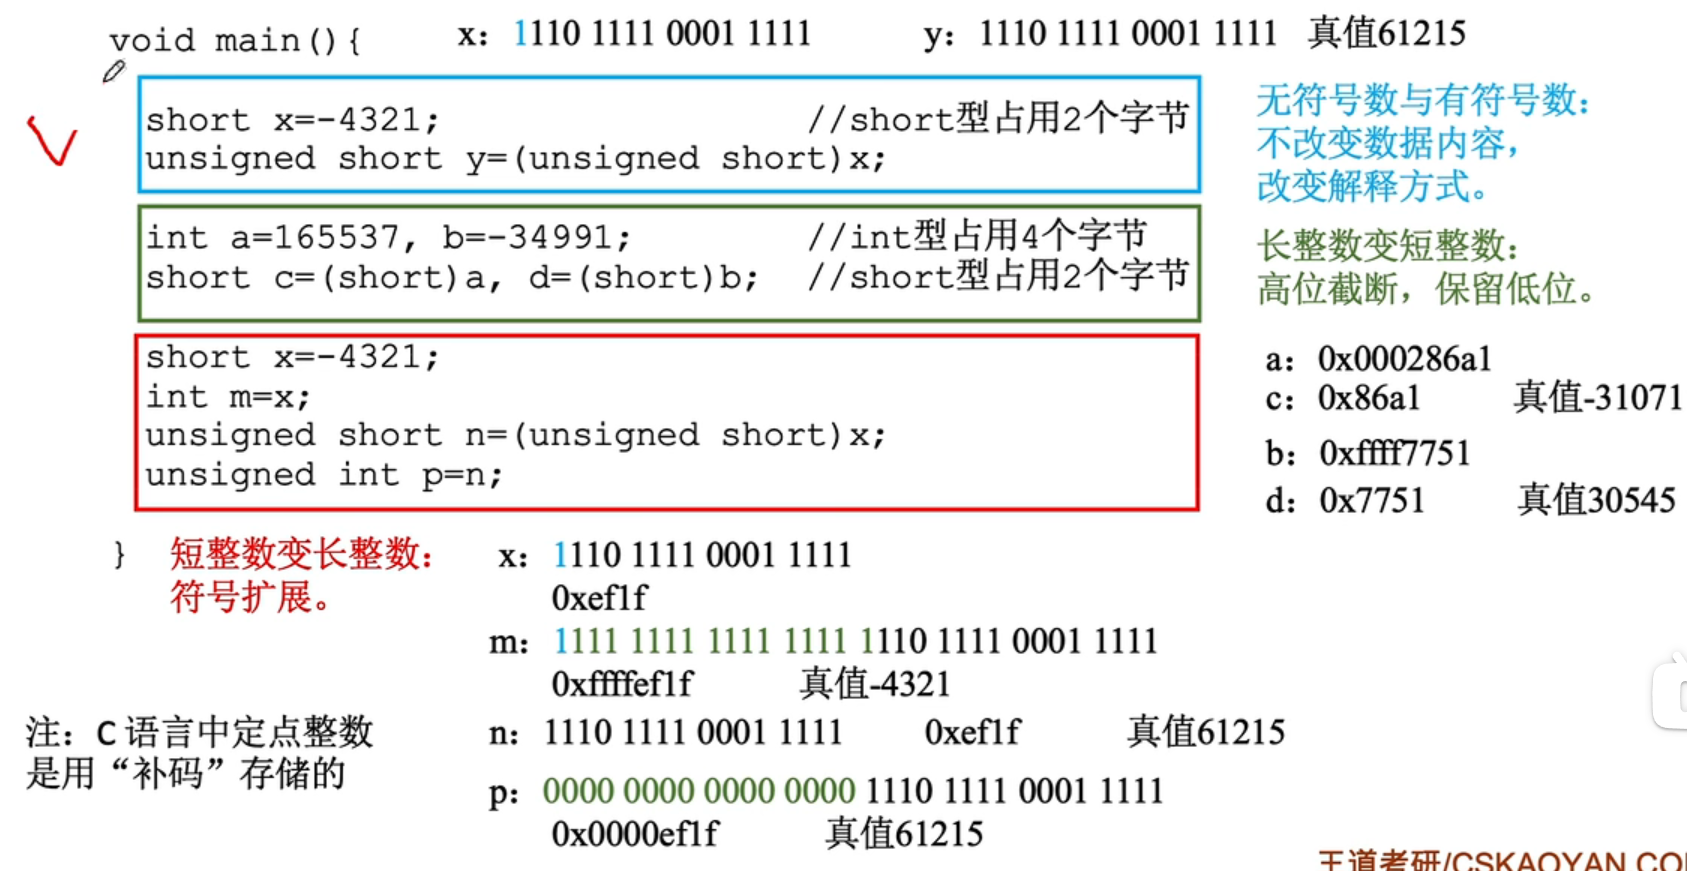 void main(){
x：1110 1111 0001 1111
y：1110 1111 0001 1111 真值61215
short x=-4321; //short型占用2个字节
unsigned short y=(unsigned short)x;
无符号数与有符号数：
不改变数据内容，
改变解释方式。
int a=165537, b=-34991; //int型占用4个字节
short c=(short)a, d=(short)b; //short型占用2个字节
长整数变短整数：
高位截断，保留低位。
short x=-4321;
int m=x;
unsigned short n=(unsigned short)x;
unsigned int p=n;
a：0x000286a1
c：0x86a1 真值-31071
b：0xffff7751
d：0x7751 真值30545
}
短整数变长整数：
符号扩展。
x：1110 1111 0001 1111
0xef1f
m：1111 1111 1111 1111 1110 1111 0001 1111
0xffffef1f 真值-4321
n：1110 1111 0001 1111 0xef1f 真值61215
p：0000 0000 0000 0000 1110 1111 0001 1111
0x0000ef1f 真值61215
注：C 语言中定点整数
是用“补码”存储的
王道考研/CSKAOYAN.CO